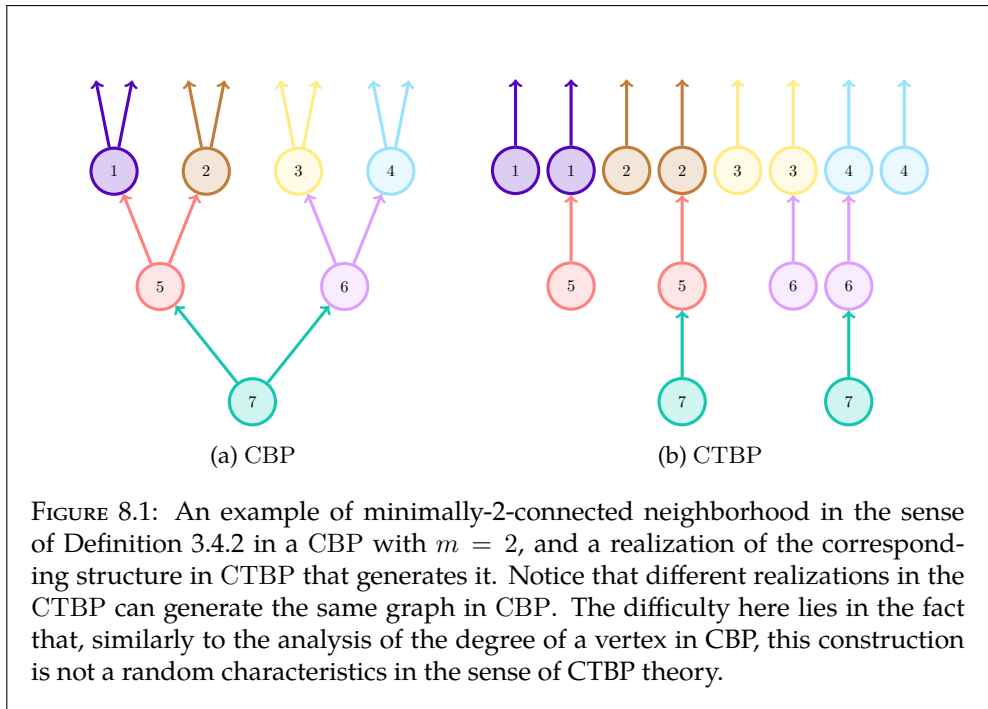 1 2 3 4 1 1 2 2 3 3 4 4
5 6 5 5 6 6
7 7 7
(a) CBP (b) CTBP
Figure 8.1: An example of minimally-2-connected neighborhood in the sense
of Definition 3.4.2 in a CBP with m = 2, and a realization of the correspond-
ing structure in CTBP that generates it. Notice that different realizations in the
CTBP can generate the same graph in CBP. The difficulty here lies in the fact
that, similarly to the analysis of the degree of a vertex in CBP, this construction
is not a random characteristics in the sense of CTBP theory.